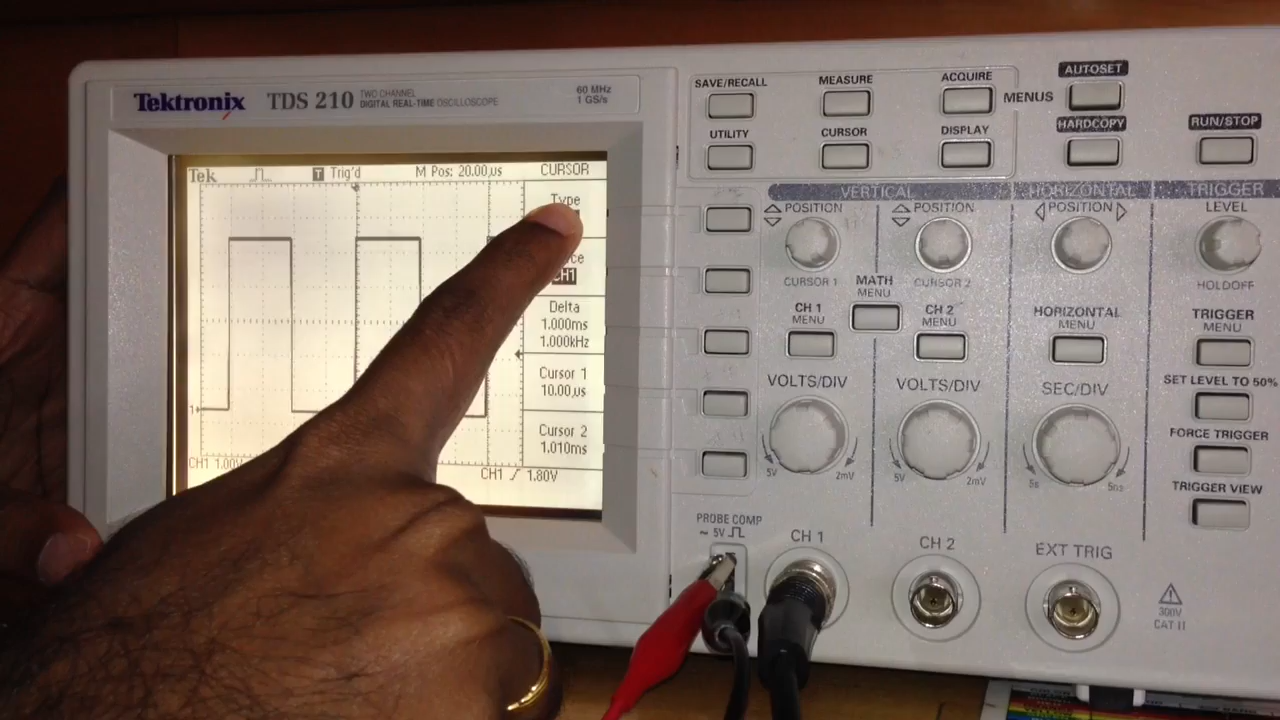 Tektronix TDS 210 TWO CHANNEL
DIGITAL REAL-TIME OSCILLOSCOPE
60 MHz
1 GS/s
Tek Trig'd M Pos: 20.00µs CURSOR
Type
CH1
Delta
1.000ms
1.000kHz
Cursor 1
10.00µs
Cursor 2
1.010ms
1
CH1 1.00V CH1 1.80V
SAVE/RECALL MEASURE ACQUIRE
MENUS
UTILITY CURSOR DISPLAY
AUTOSET
HARDCOPY
RUN/STOP
VERTICAL HORIZONTAL TRIGGER
POSITION POSITION POSITION LEVEL
CURSOR 1 CURSOR 2 HOLDOFF
MATH
MENU
CH 1
MENU
CH 2
MENU
HORIZONTAL
MENU
TRIGGER
MENU
SET LEVEL TO 50%
VOLTS/DIV VOLTS/DIV SEC/DIV
FORCE TRIGGER
5V 2mV 5V 2mV 5s 5ns
TRIGGER VIEW
PROBE COMP
~ 5V
CH 1 CH 2 EXT TRIG
300V
CAT II